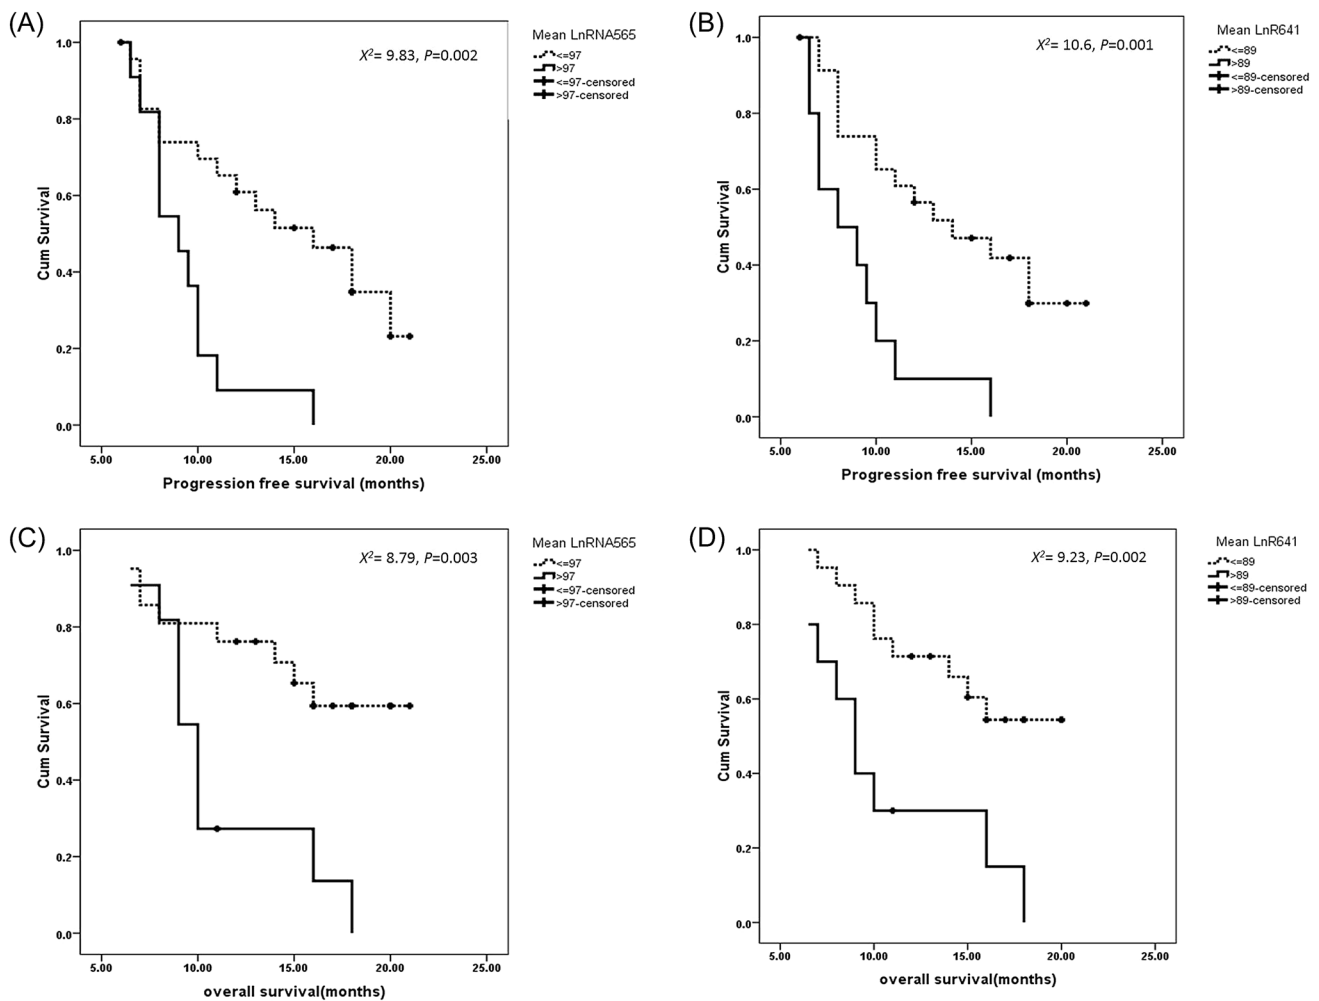 (A)
Mean LnRNA565
X²= 9.83, P=0.002
<=97
>97
<=97-censored
>97-censored
1.0
0.8
0.6
0.4
0.2
0.0
Cum Survival
5.00 10.00 15.00 20.00 25.00
Progression free survival (months)
(B)
Mean LnR641
X²= 10.6, P=0.001
<=89
>89
<=89-censored
>89-censored
1.0
0.8
0.6
0.4
0.2
0.0
Cum Survival
5.00 10.00 15.00 20.00 25.00
Progression free survival (months)
(C)
Mean LnRNA565
X²= 8.79, P=0.003
<=97
>97
<=97-censored
>97-censored
1.0
0.8
0.6
0.4
0.2
0.0
Cum Survival
5.00 10.00 15.00 20.00 25.00
overall survival(months)
(D)
Mean LnR641
X²= 9.23, P=0.002
<=89
>89
<=89-censored
>89-censored
1.0
0.8
0.6
0.4
0.2
0.0
Cum Survival
5.00 10.00 15.00 20.00 25.00
overall survival(months)